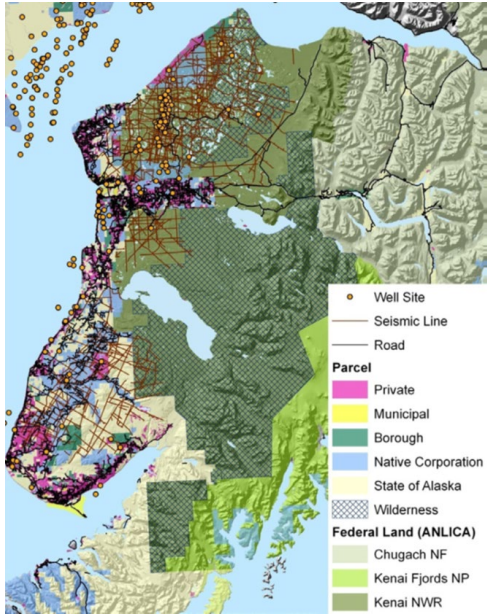 Well Site
Seismic Line
Road
Parcel
Private
Municipal
Borough
Native Corporation
State of Alaska
Wilderness
Federal Land (ANLICA)
Chugach NF
Kenai Fjords NP
Kenai NWR